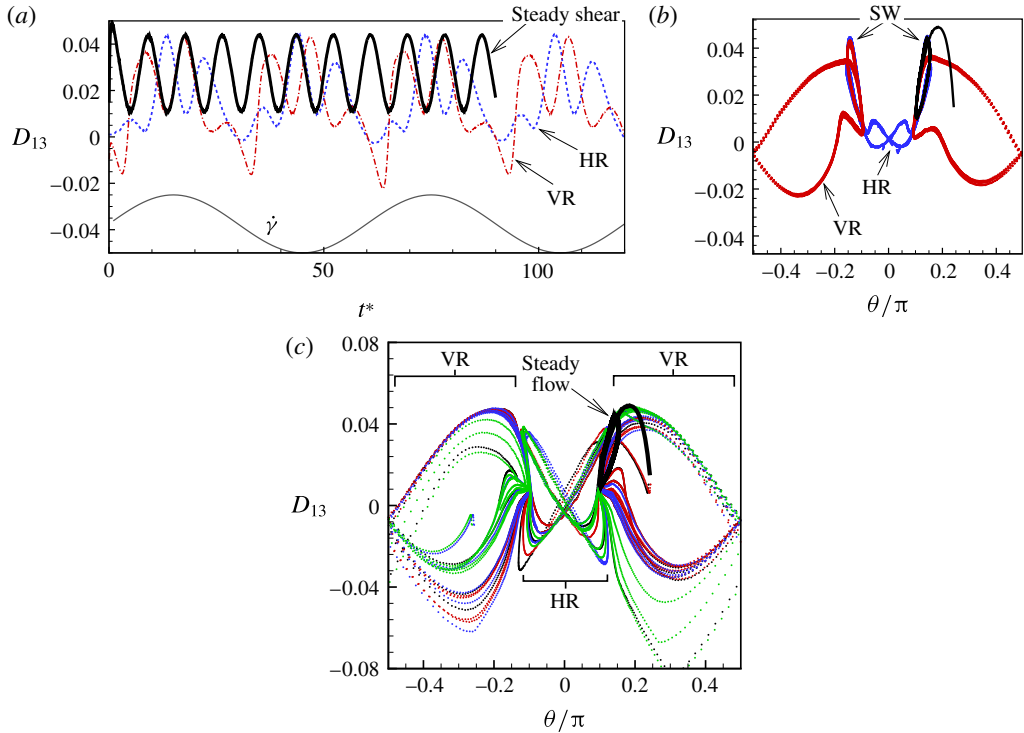 (a)
Steady shear
0.04
0.02
D13
0
−0.02
−0.04
HR
VR
γ̇
0
50
100
t*
(b)
SW
0.04
0.02
D13
0
−0.02
−0.04
HR
VR
−0.4
−0.2
0
0.2
0.4
θ/π
(c)
0.08
VR
Steady
flow
VR
0.04
D13
0
−0.04
HR
−0.08
−0.4
−0.2
0
0.2
0.4
θ/π